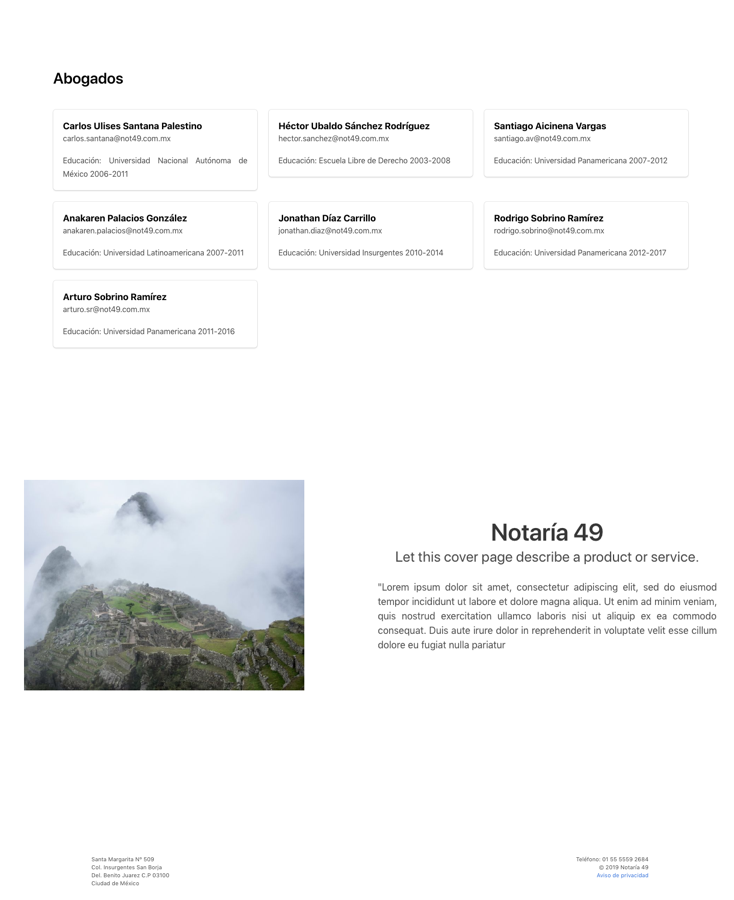 Abogados
Carlos Ulises Santana Palestino
carlos.santana@not49.com.mx
Educación: Universidad Nacional Autónoma de
México 2006-2011
Héctor Ubaldo Sánchez Rodríguez
hector.sanchez@not49.com.mx
Educación: Escuela Libre de Derecho 2003-2008
Santiago Aicinena Vargas
santiago.av@not49.com.mx
Educación: Universidad Panamericana 2007-2012
Anakaren Palacios González
anakaren.palacios@not49.com.mx
Educación: Universidad Latinoamericana 2007-2011
Jonathan Díaz Carrillo
jonathan.diaz@not49.com.mx
Educación: Universidad Insurgentes 2010-2014
Rodrigo Sobrino Ramírez
rodrigo.sobrino@not49.com.mx
Educación: Universidad Panamericana 2012-2017
Arturo Sobrino Ramírez
arturo.sr@not49.com.mx
Educación: Universidad Panamericana 2011-2016
Notaría 49
Let this cover page describe a product or service.
"Lorem ipsum dolor sit amet, consectetur adipiscing elit, sed do eiusmod
tempor incididunt ut labore et dolore magna aliqua. Ut enim ad minim veniam,
quis nostrud exercitation ullamco laboris nisi ut aliquip ex ea commodo
consequat. Duis aute irure dolor in reprehenderit in voluptate velit esse cillum
dolore eu fugiat nulla pariatur
Santa Margarita N° 509
Col. Insurgentes San Borja
Del. Benito Juarez C.P 03100
Ciudad de México
Teléfono: 01 55 5559 2684
© 2019 Notaría 49
Aviso de privacidad